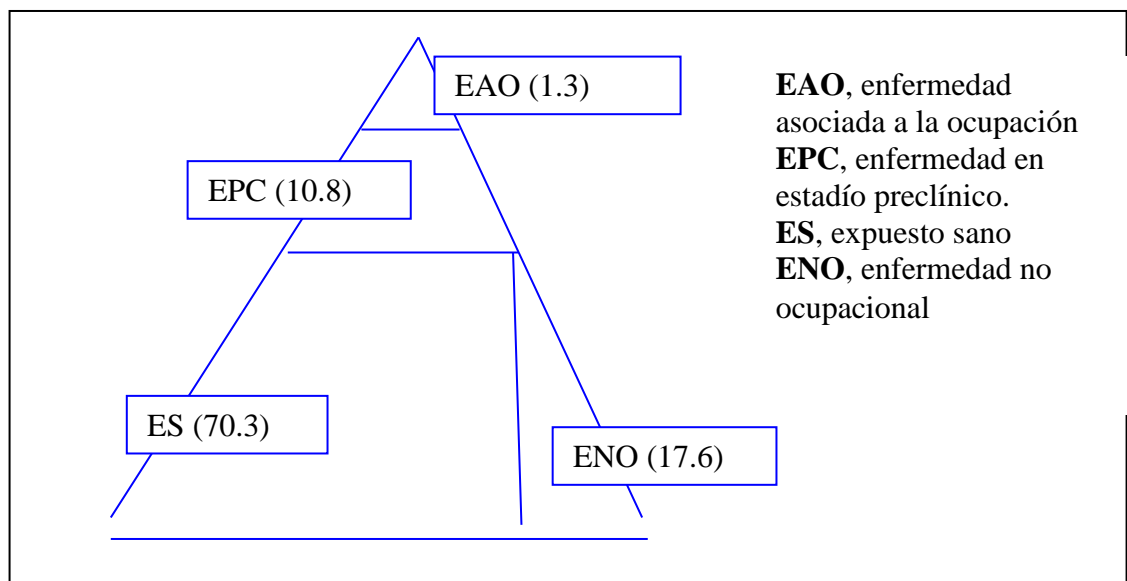 EAO (1.3)
EPC (10.8)
ES (70.3)
ENO (17.6)
EAO, enfermedad
asociada a la ocupación
EPC, enfermedad en
estadío preclínico.
ES, expuesto sano
ENO, enfermedad no
ocupacional